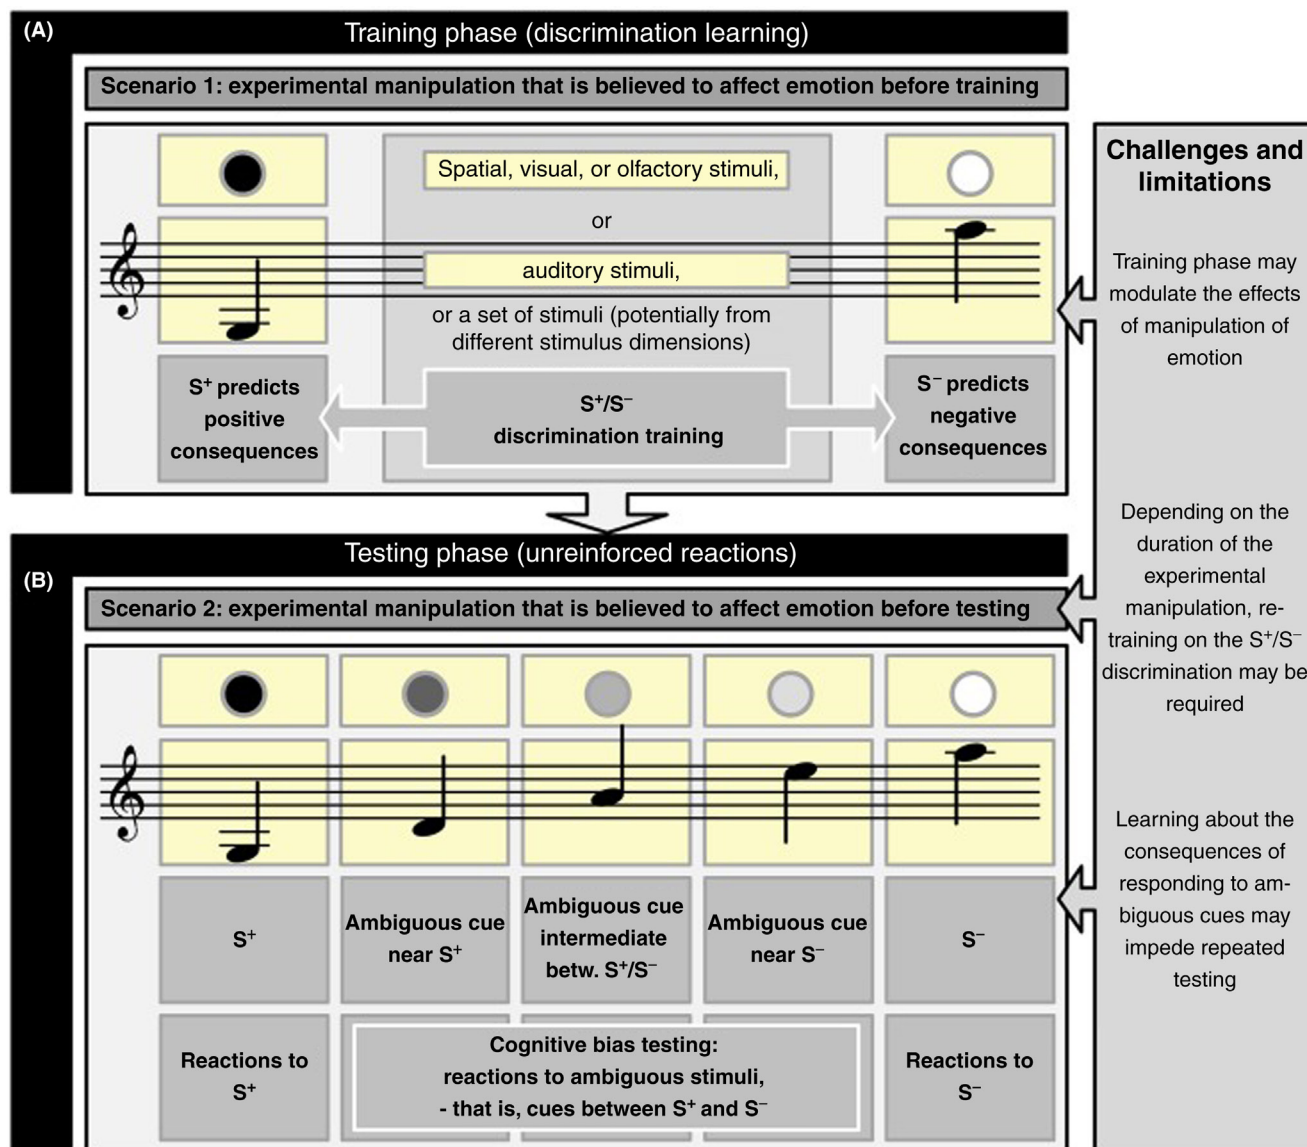 (A)
Training phase (discrimination learning)
Scenario 1: experimental manipulation that is believed to affect emotion before training
Spatial, visual, or olfactory stimuli,
or
auditory stimuli,
or a set of stimuli (potentially from
different stimulus dimensions)
S⁺ predicts
positive
consequences
S⁺/S⁻
discrimination training
S⁻ predicts
negative
consequences
(B)
Testing phase (unreinforced reactions)
Scenario 2: experimental manipulation that is believed to affect emotion before testing
S⁺
Ambiguous cue
near S⁺
Ambiguous cue
intermediate
betw. S⁺/S⁻
Ambiguous cue
near S⁻
S⁻
Reactions to
S⁺
Cognitive bias testing:
reactions to ambiguous stimuli,
- that is, cues between S⁺ and S⁻
Reactions to
S⁻
Challenges and
limitations
Training phase may
modulate the effects
of manipulation of
emotion
Depending on the
duration of the
experimental
manipulation, re-
training on the S⁺/S⁻
discrimination may be
required
Learning about the
consequences of
responding to am-
biguous cues may
impede repeated
testing